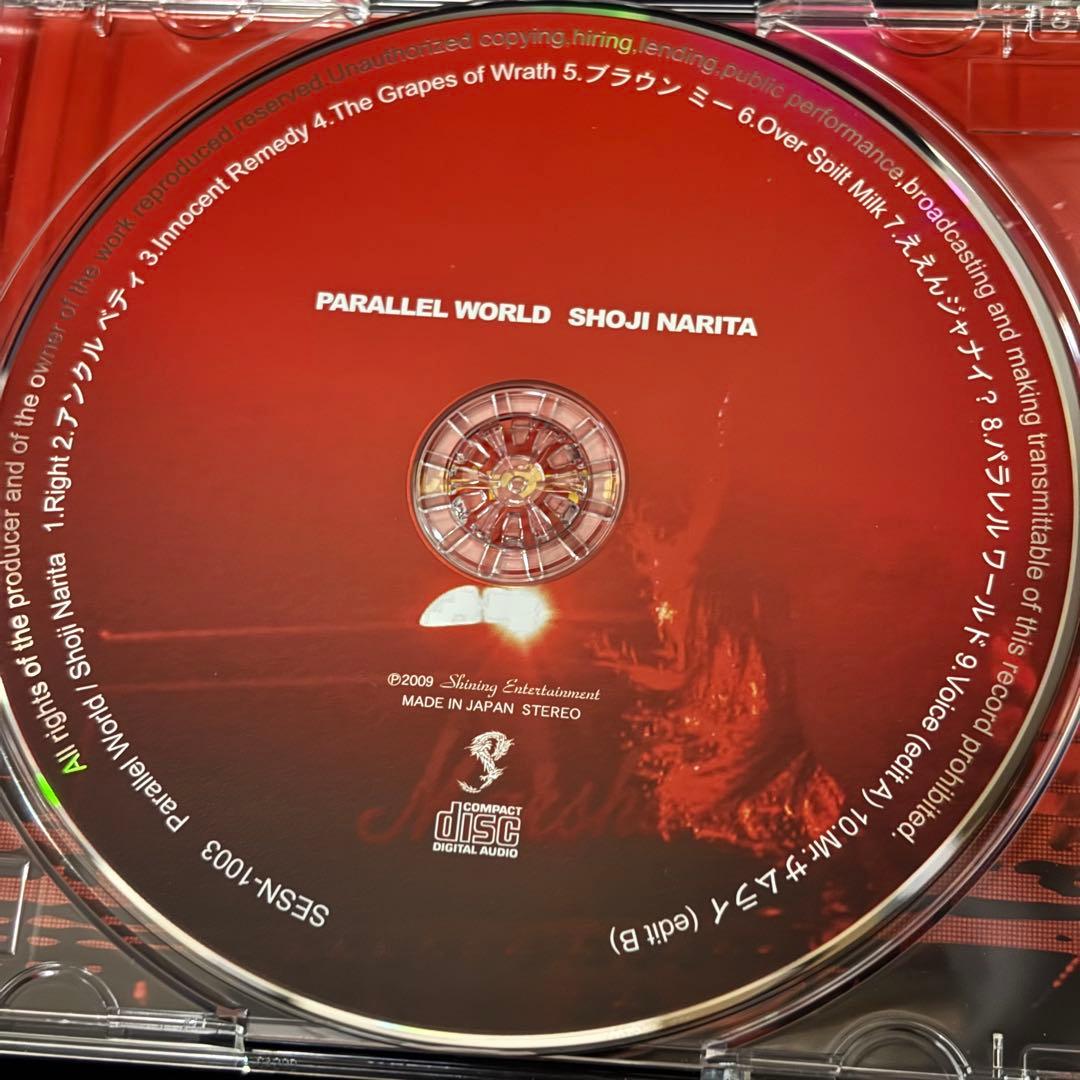 All rights of the producer and of the owner of the work reproduced reserved.Unauthorized copying,hiring,lending,public performance,broadcasting and making transmittable of this record prohibited.
SESN-1003 Parallel World / Shoji Narita 1.Right 2.アンクル ベティ 3.Innocent Remedy 4.The Grapes of Wrath 5.ブラウン ミー 6.Over Spilt Milk 7.ええんジャナイ? 8.パラレル ワールド 9.Voice (edit A) 10.Mr.サムライ (edit B)
PARALLEL WORLD SHOJI NARITA
℗2009 Shining Entertainment
MADE IN JAPAN STEREO
COMPACT
disc
DIGITAL AUDIO